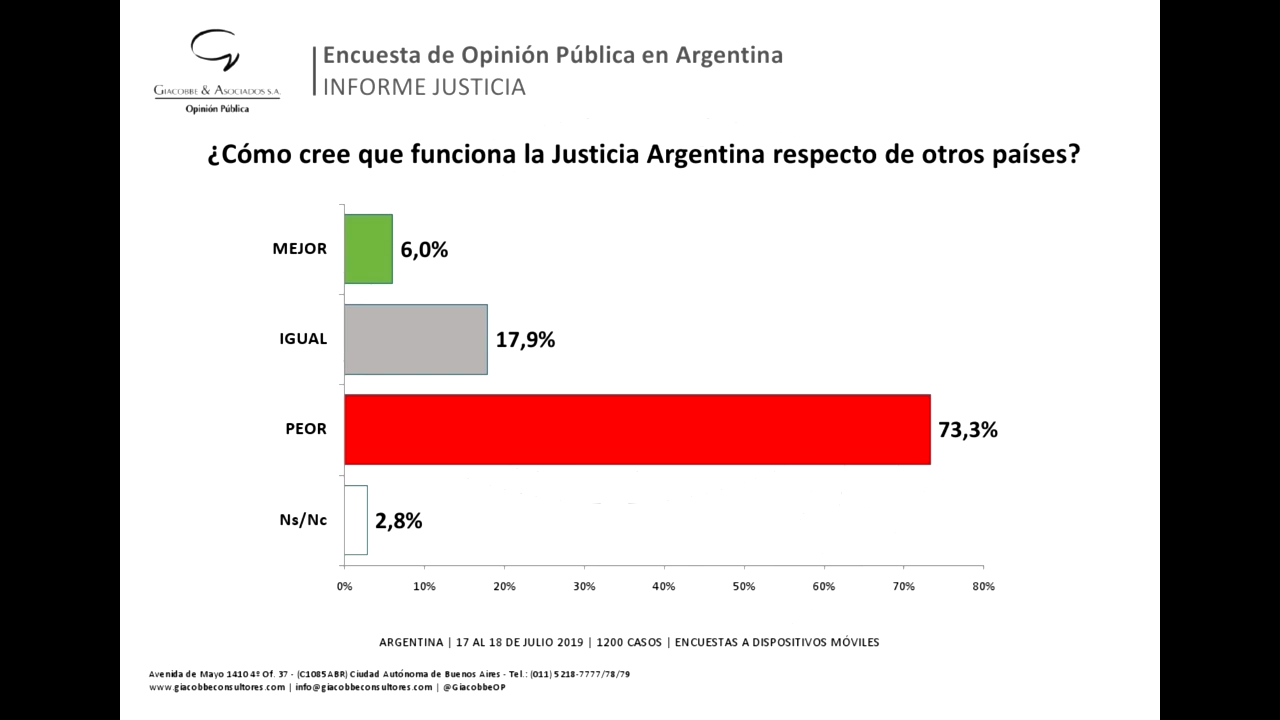 Encuesta de Opinión Pública en Argentina
INFORME JUSTICIA
GIACOBBE & ASOCIADOS S.A.
Opinión Pública
¿Cómo cree que funciona la Justicia Argentina respecto de otros países?
MEJOR 6,0%
IGUAL 17,9%
PEOR 73,3%
Ns/Nc 2,8%
0% 10% 20% 30% 40% 50% 60% 70% 80%
ARGENTINA | 17 AL 18 DE JULIO 2019 | 1200 CASOS | ENCUESTAS A DISPOSITIVOS MÓVILES
Avenida de Mayo 1410 4º Of. 37 - (C1085ABR) Ciudad Autónoma de Buenos Aires - Tel.: (011) 5218-7777/78/79
www.giacobbeconsultores.com | info@giacobbeconsultores.com | @GiacobbeOP